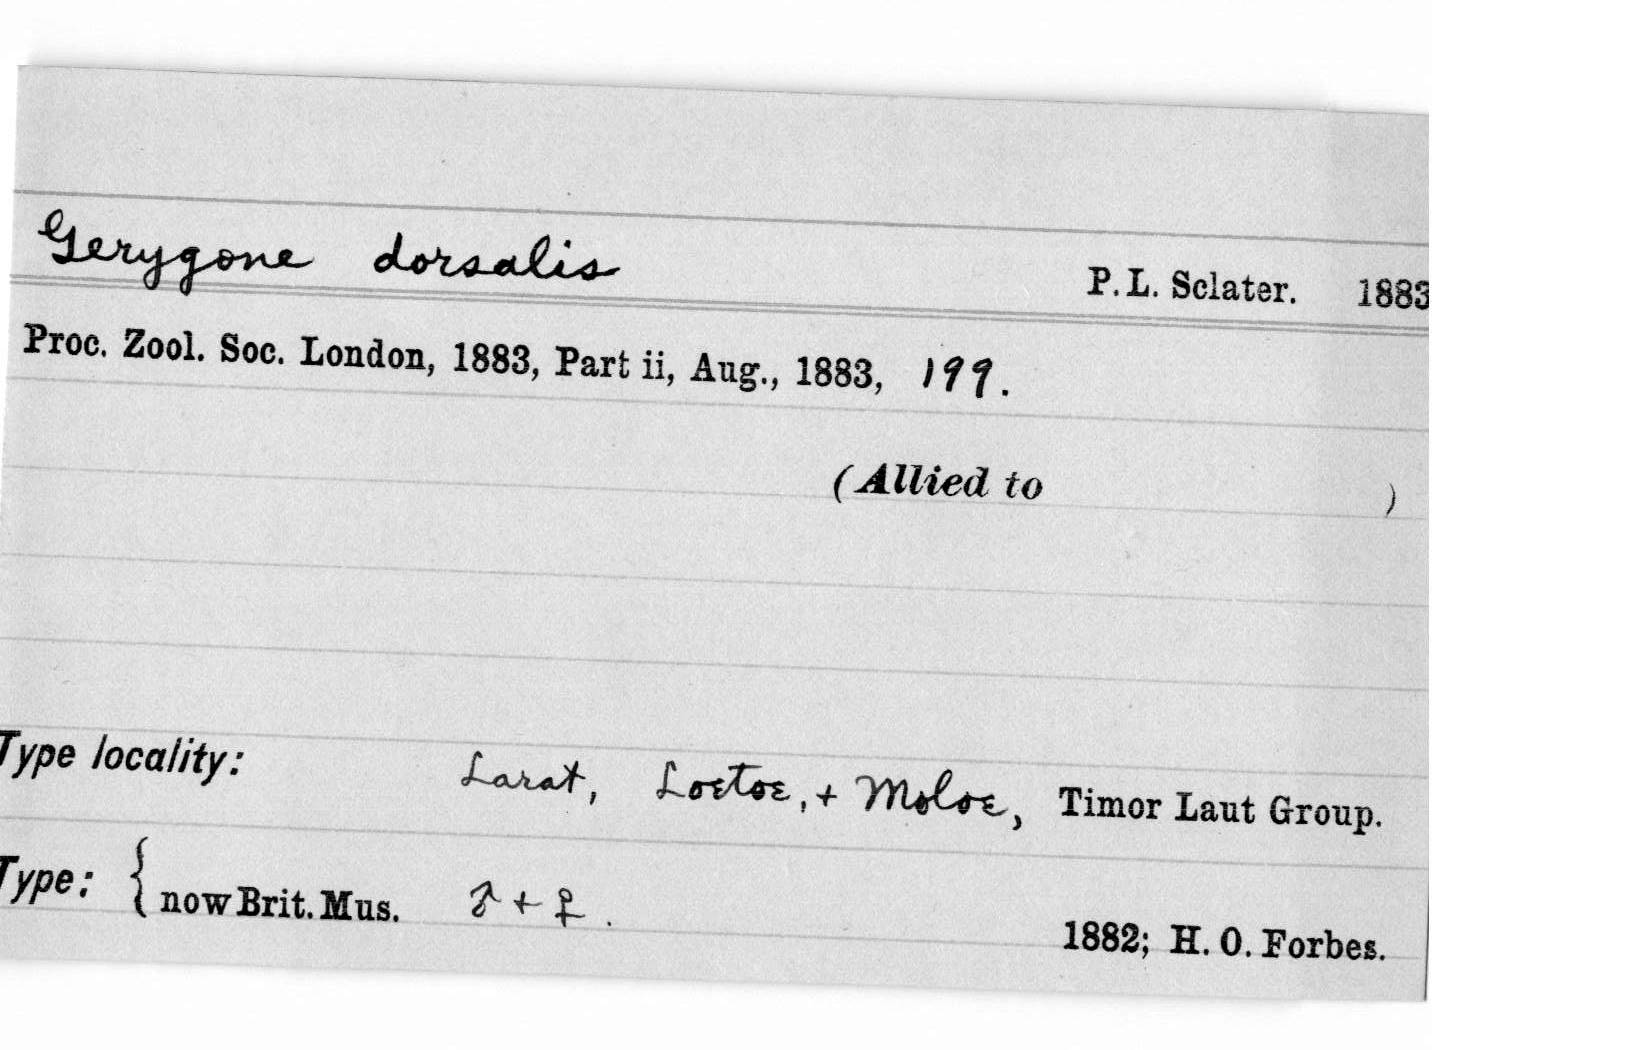 Gerygone dorsalis P. L. Sclater. 1883
Proc. Zool. Soc. London, 1883, Part ii, Aug., 1883, 199.
(Allied to )
Type locality: Larat, Loetoe, + Moloe, Timor Laut Group.
Type: { now Brit. Mus. ♂ + ♀. 1882; H. O. Forbes.